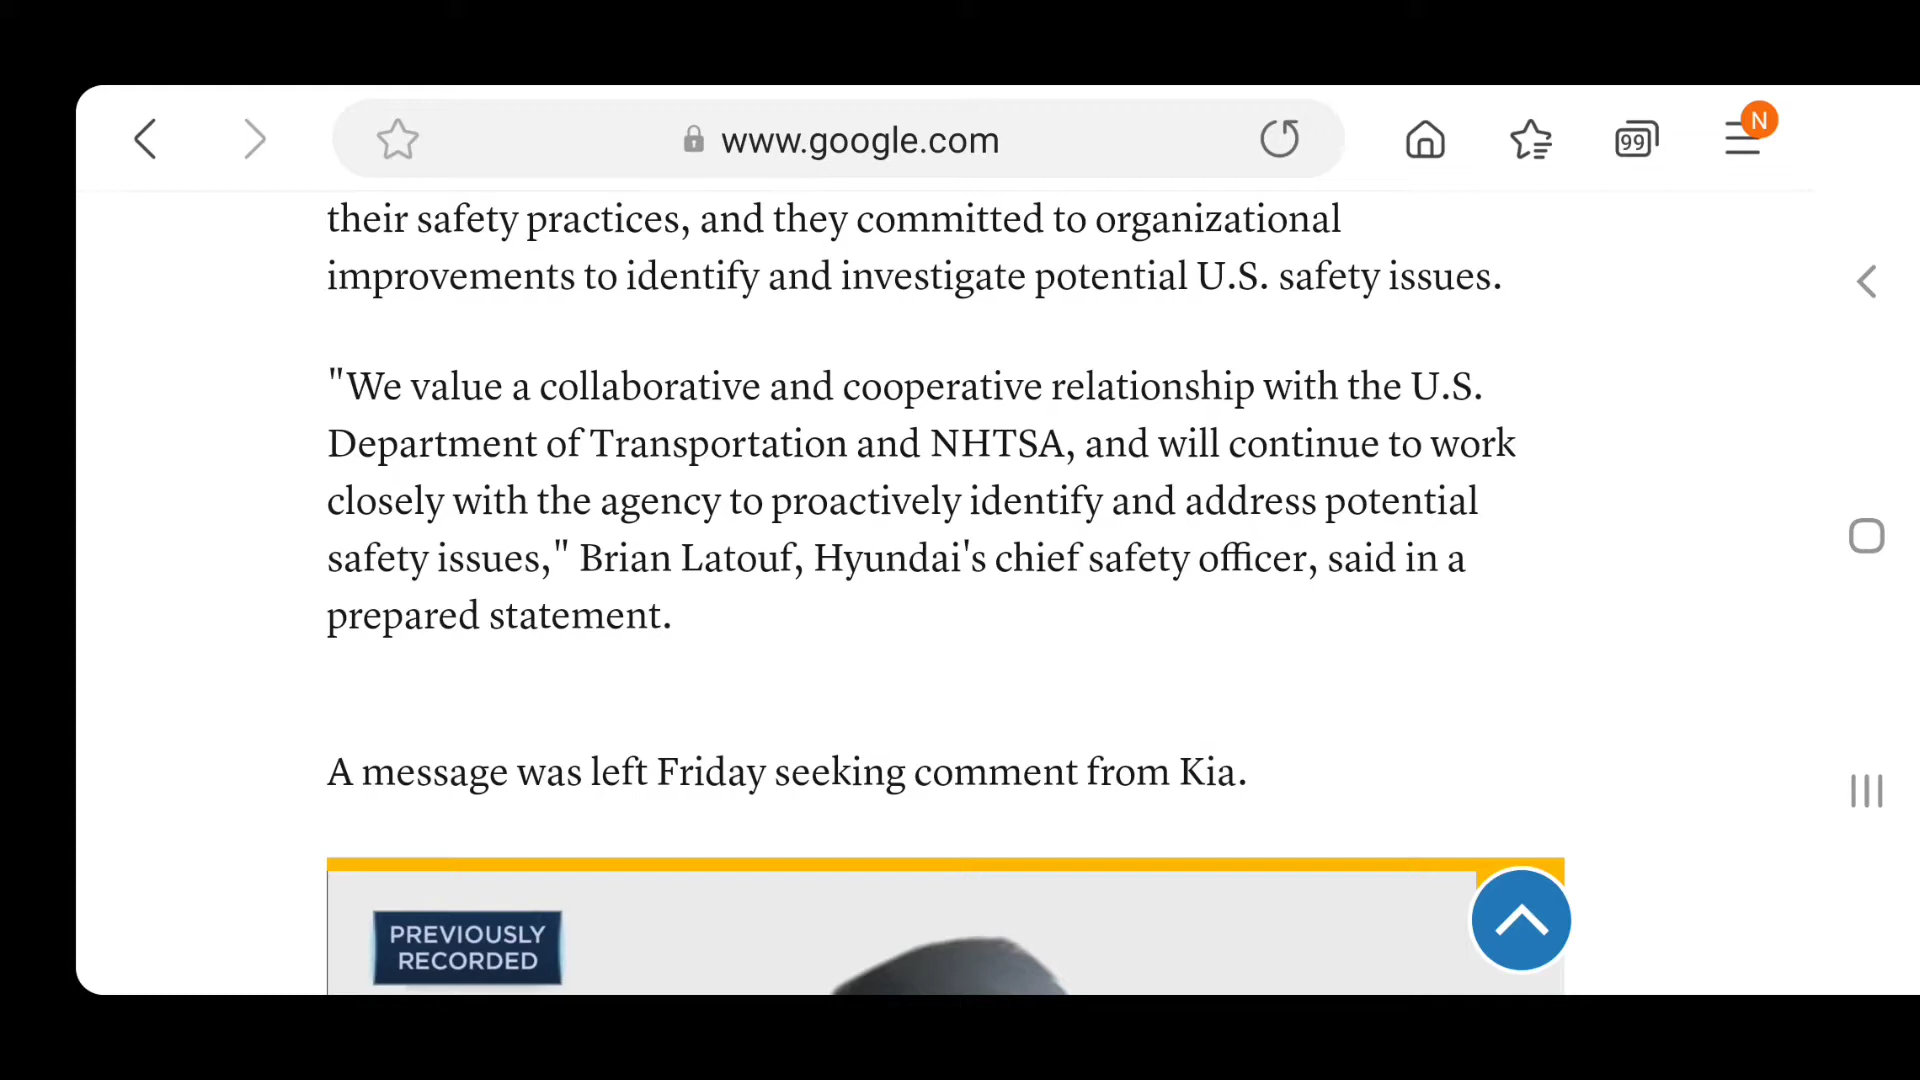 www.google.com
99
N
their safety practices, and they committed to organizational
improvements to identify and investigate potential U.S. safety issues.
"We value a collaborative and cooperative relationship with the U.S.
Department of Transportation and NHTSA, and will continue to work
closely with the agency to proactively identify and address potential
safety issues," Brian Latouf, Hyundai's chief safety officer, said in a
prepared statement.
A message was left Friday seeking comment from Kia.
PREVIOUSLY
RECORDED